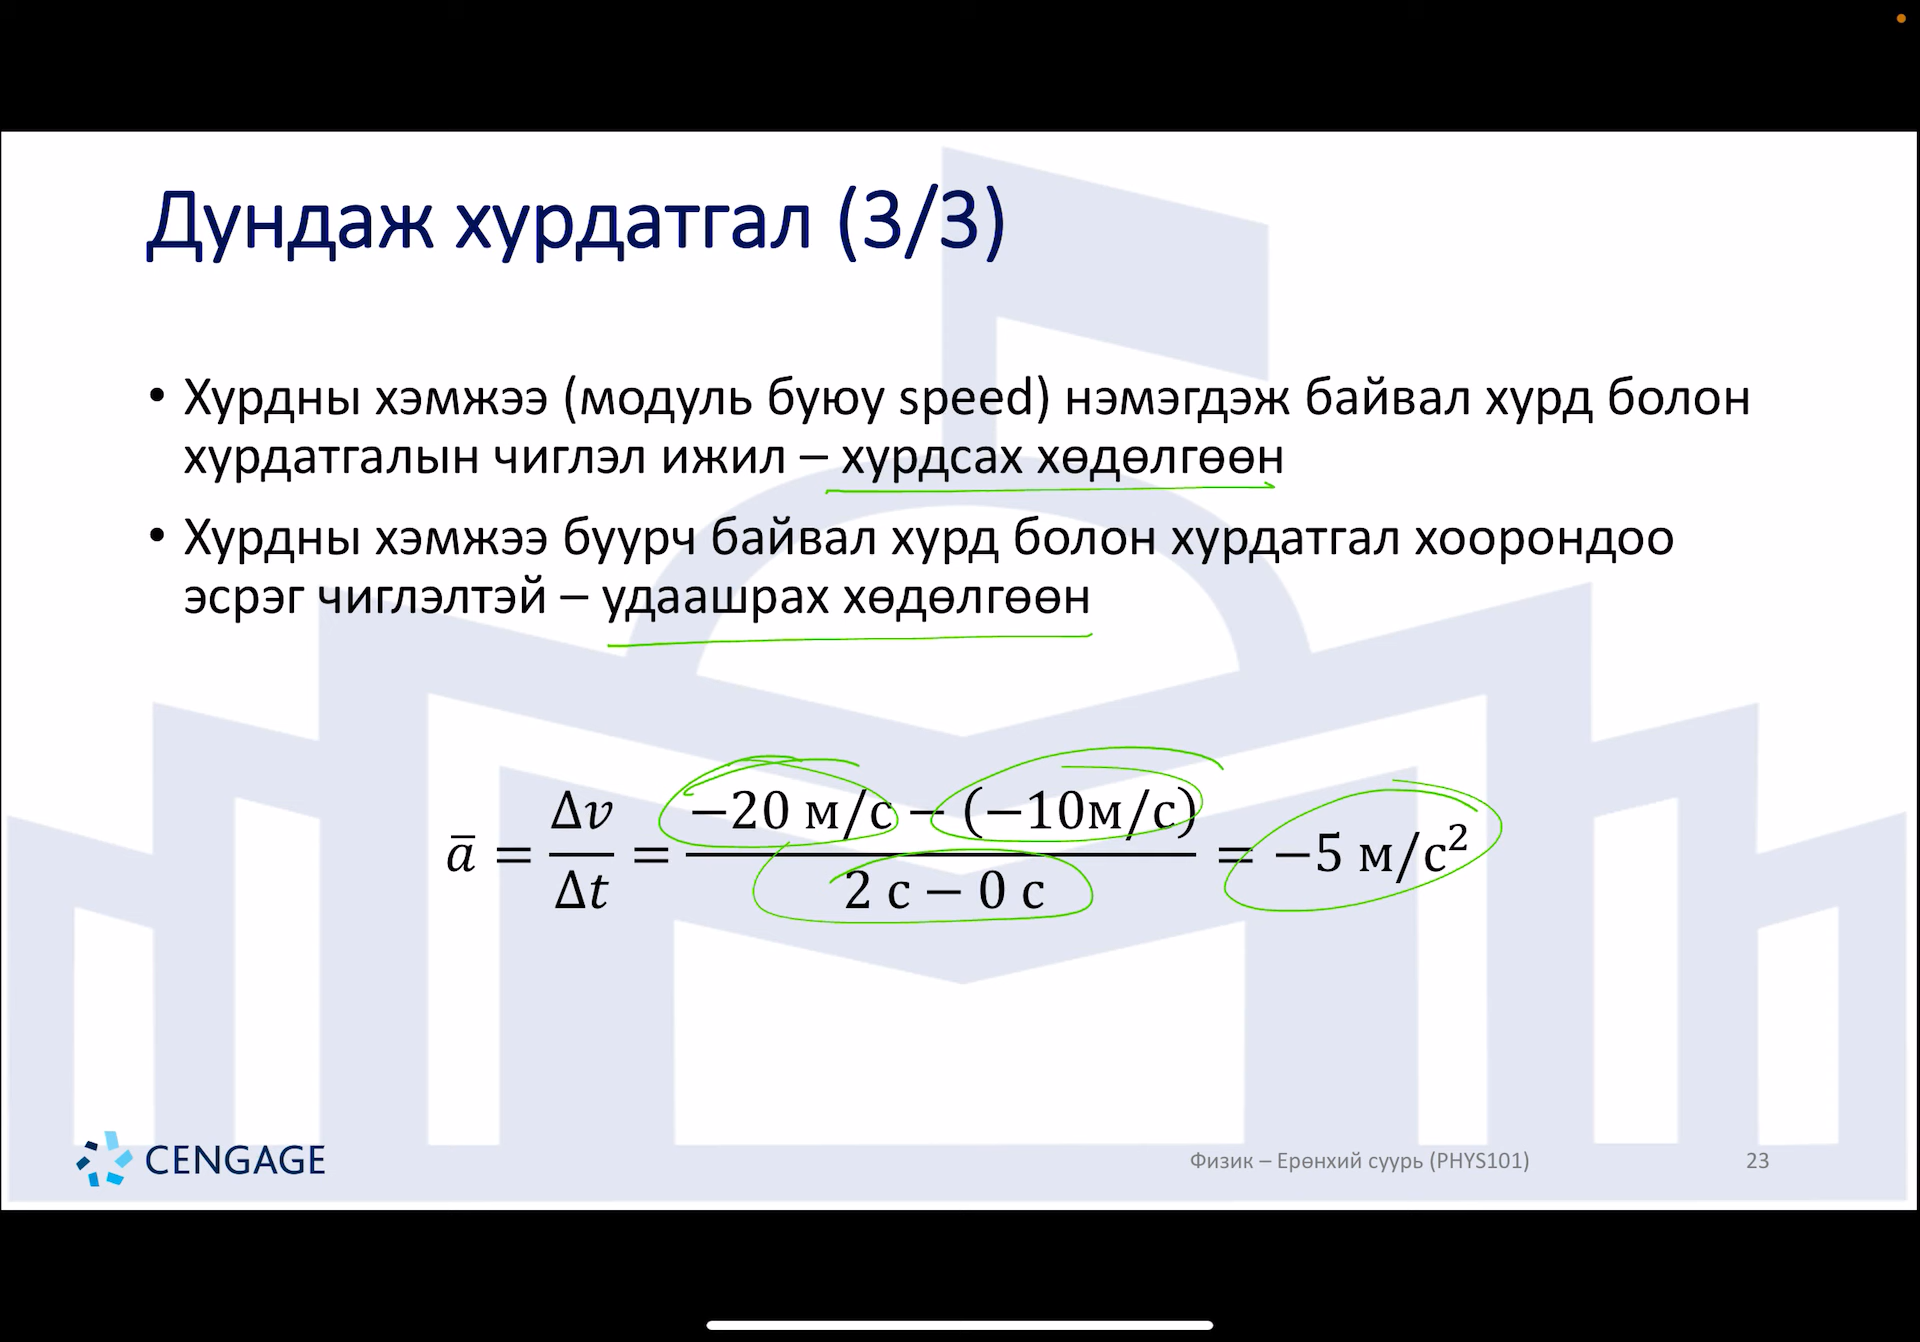 Дундаж хурдатгал (3/3)
• Хурдны хэмжээ (модуль буюу speed) нэмэгдэж байвал хурд болон
хурдатгалын чиглэл ижил – хурдсах хөдөлгөөн
• Хурдны хэмжээ буурч байвал хурд болон хурдатгал хоорондоо
эсрэг чиглэлтэй – удаашрах хөдөлгөөн
a̅ = Δv/Δt = (−20 м/с − (−10м/с))/(2 с − 0 с) = −5 м/с²
CENGAGE
Физик – Ерөнхий суурь (PHYS101)
23